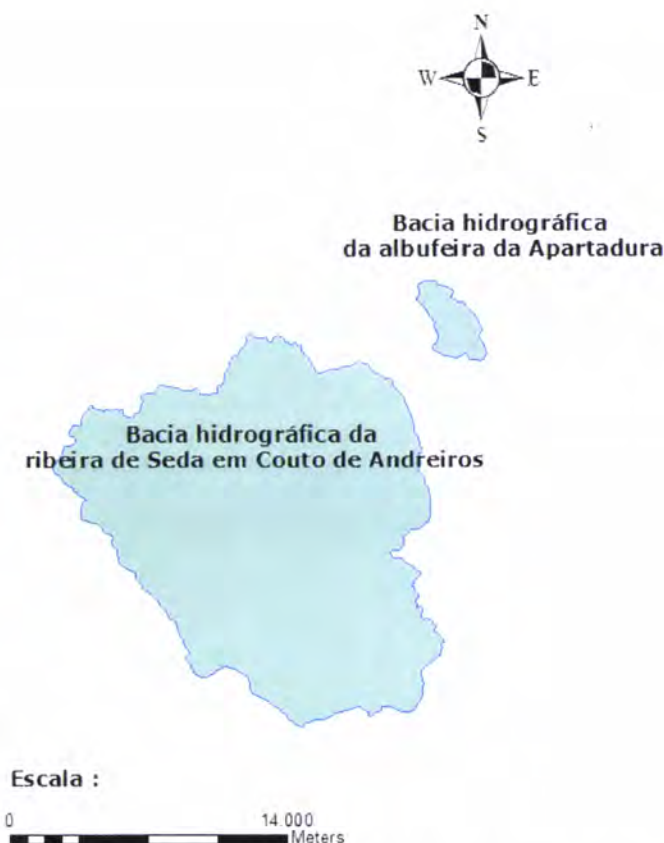 N
W E
S
Bacia hidrográfica
da albufeira da Apartadura
Bacia hidrográfica da
ribeira de Seda em Couto de Andreiros
Escala :
0 14.000
Meters